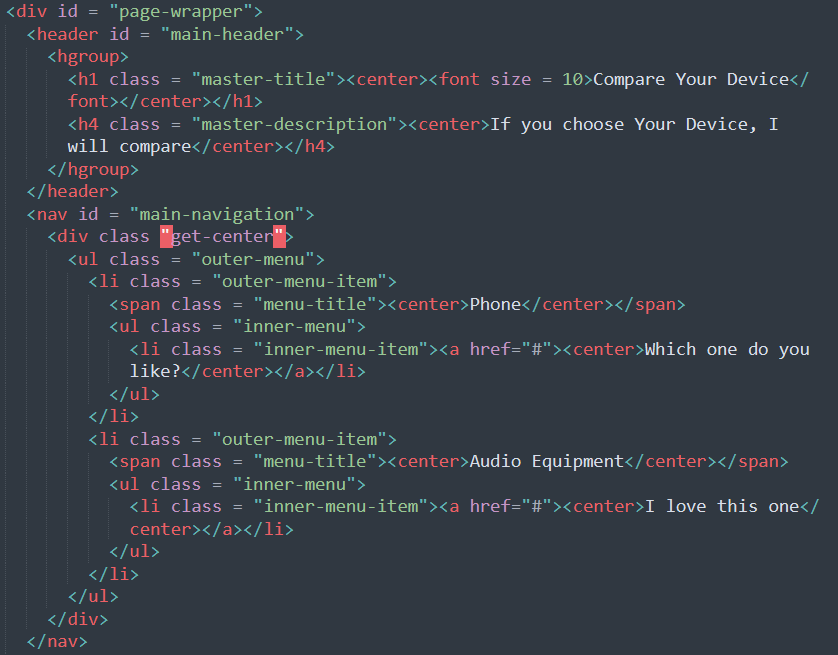 <div id = "page-wrapper">
<header id = "main-header">
<hgroup>
<h1 class = "master-title"><center><font size = 10>Compare Your Device</
font></center></h1>
<h4 class = "master-description"><center>If you choose Your Device, I
will compare</center></h4>
</hgroup>
</header>
<nav id = "main-navigation">
<div class "get-center">
<ul class = "outer-menu">
<li class = "outer-menu-item">
<span class = "menu-title"><center>Phone</center></span>
<ul class = "inner-menu">
<li class = "inner-menu-item"><a href="#"><center>Which one do you
like?</center></a></li>
</ul>
</li>
<li class = "outer-menu-item">
<span class = "menu-title"><center>Audio Equipment</center></span>
<ul class = "inner-menu">
<li class = "inner-menu-item"><a href="#"><center>I love this one</
center></a></li>
</ul>
</li>
</ul>
</div>
</nav>